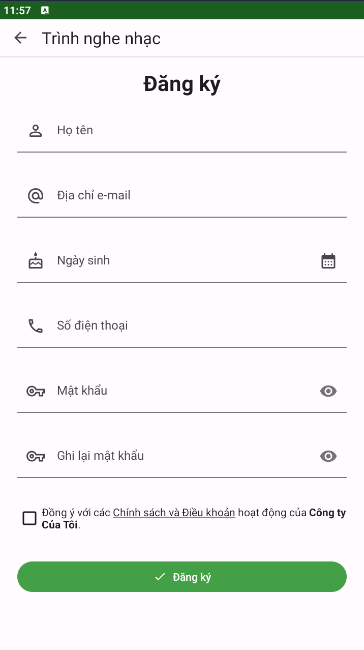 11:57
Trình nghe nhạc
Đăng ký
Họ tên
Địa chỉ e-mail
Ngày sinh
Số điện thoại
Mật khẩu
Ghi lại mật khẩu
Đồng ý với các Chính sách và Điều khoản hoạt động của Công ty
Của Tôi.
Đăng ký